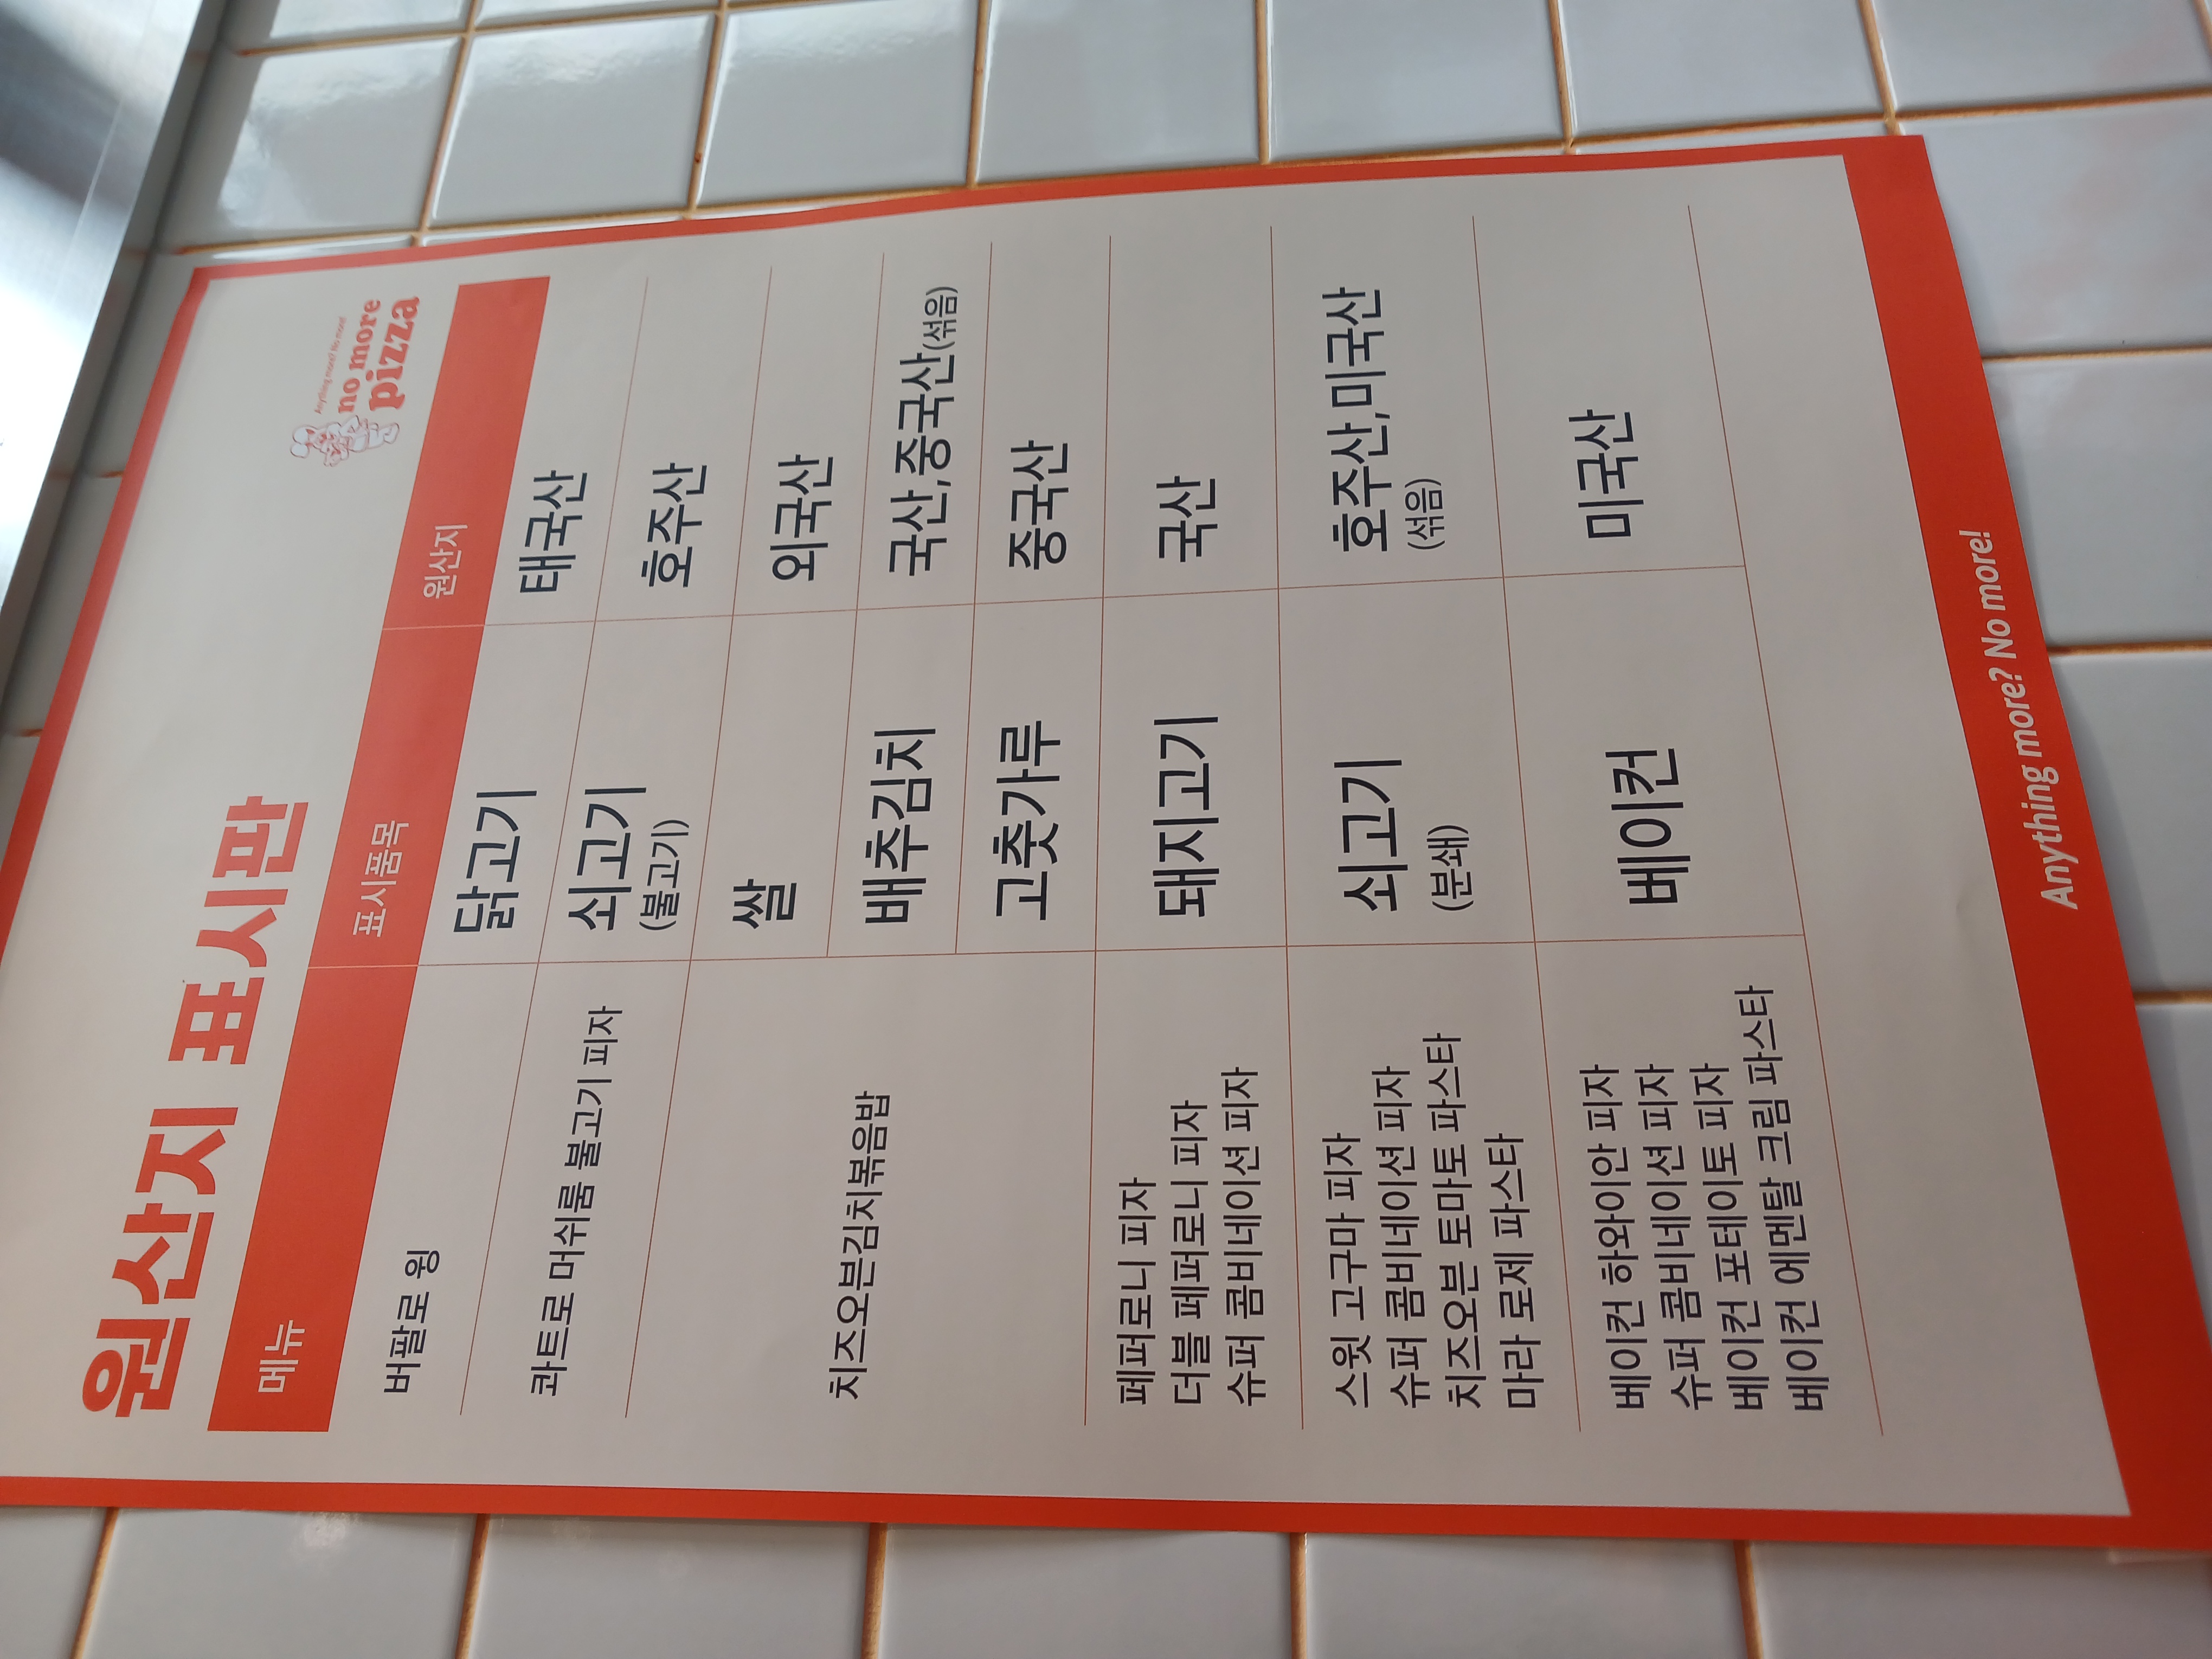 Anything more? No more!
no more
pizza
원산지 표시판
메뉴 표시품목 원산지
버팔로 윙 닭고기 태국산
콰트로 머쉬룸 불고기 피자 쇠고기 호주산
(불고기)
치즈오븐김치볶음밥 쌀 외국산
배추김치 국산,중국산(섞음)
고춧가루 중국산
페퍼로니 피자
더블 페퍼로니 피자
슈퍼 콤비네이션 피자
돼지고기 국산
스윗 고구마 피자
슈퍼 콤비네이션 피자
치즈오븐 토마토 파스타
마라 로제 파스타
쇠고기
(분쇄)
호주산,미국산
(섞음)
베이컨 하와이안 피자
슈퍼 콤비네이션 피자
베이컨 포테이토 피자
베이컨 에멘탈 크림 파스타
베이컨 미국산
Anything more? No more!